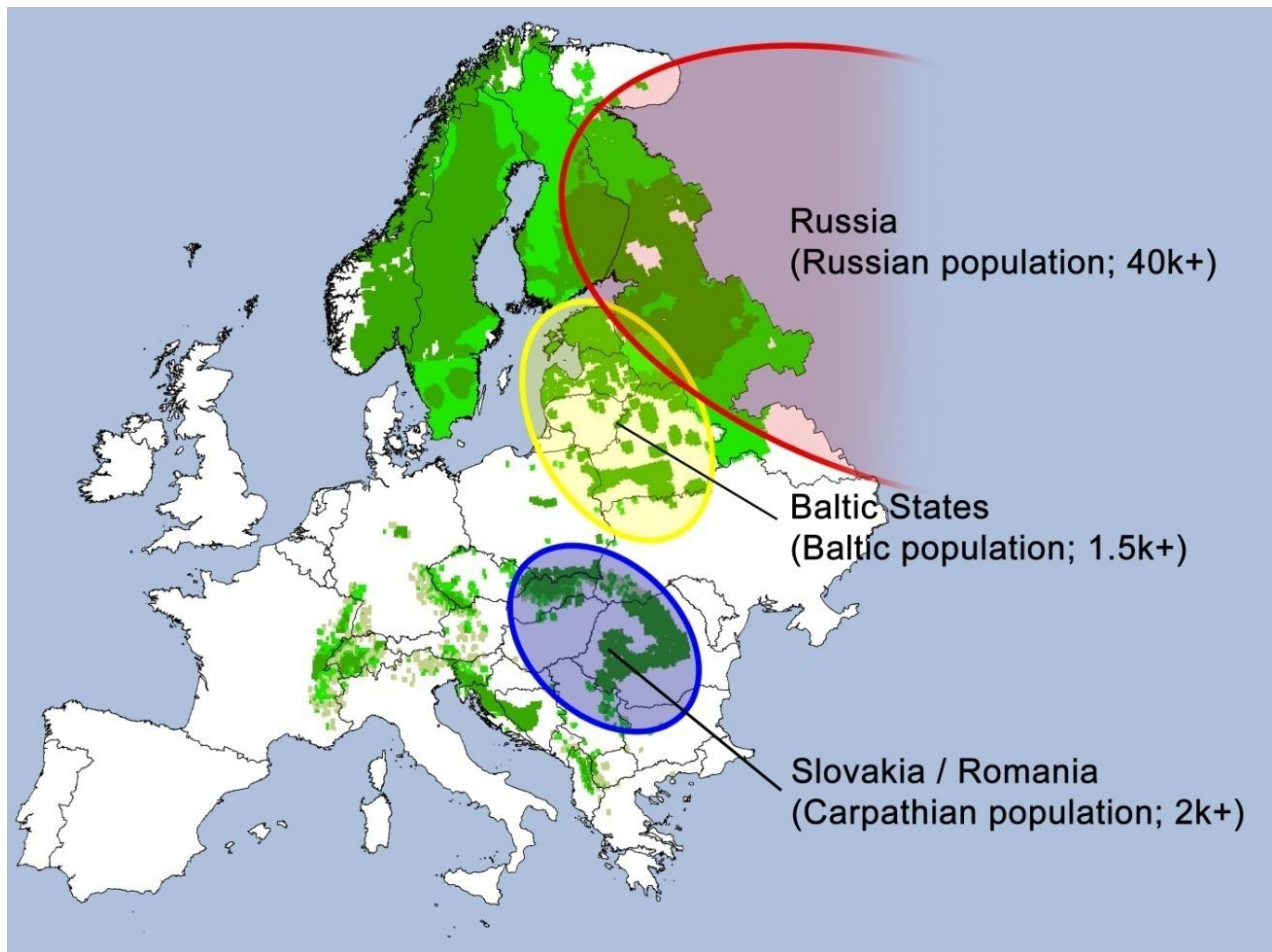 Russia
(Russian population; 40k+)
Baltic States
(Baltic population; 1.5k+)
Slovakia / Romania
(Carpathian population; 2k+)